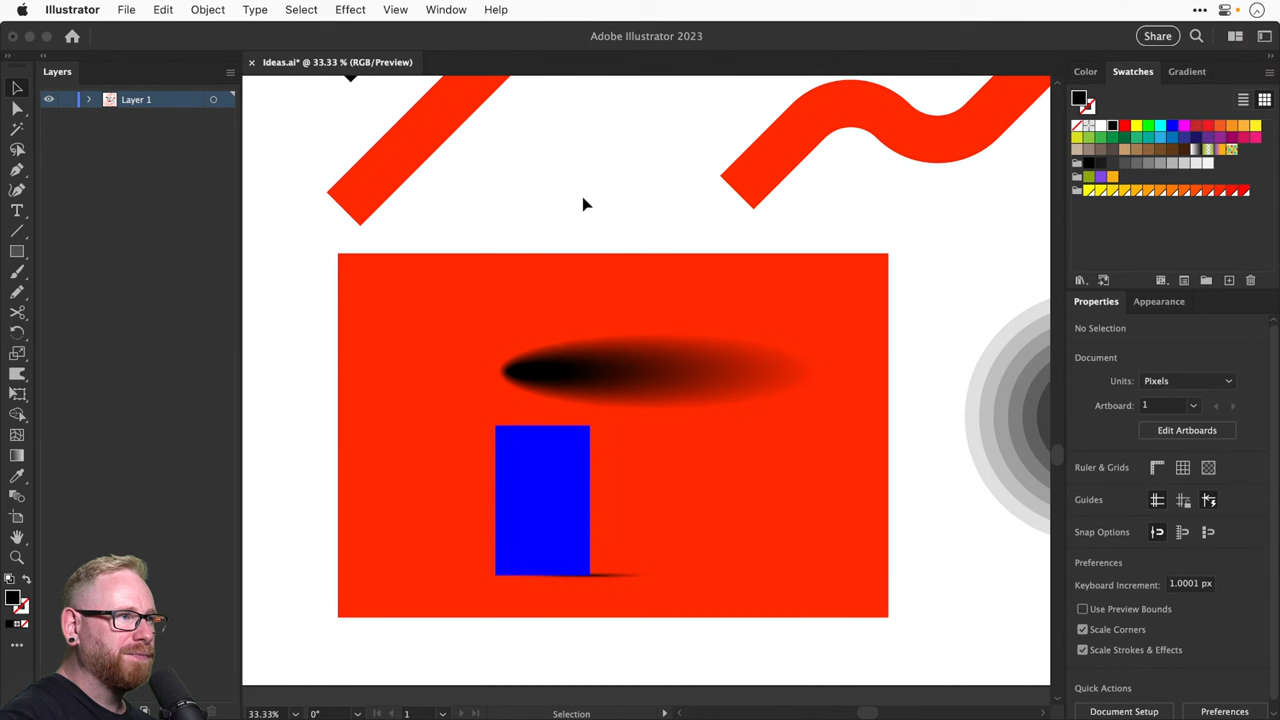 Illustrator File Edit Object Type Select Effect View Window Help
Adobe Illustrator 2023
Share
× Ideas.ai* @ 33.33 % (RGB/Preview)
Layers
Layer 1
Color Swatches Gradient
Properties Appearance
No Selection
Document
Units: Pixels
Artboard: 1
Edit Artboards
Ruler & Grids
Guides
Snap Options
Preferences
Keyboard Increment: 1.0001 px
Use Preview Bounds
Scale Corners
Scale Strokes & Effects
Quick Actions
Document Setup Preferences
33.33% 0° 1 Selection